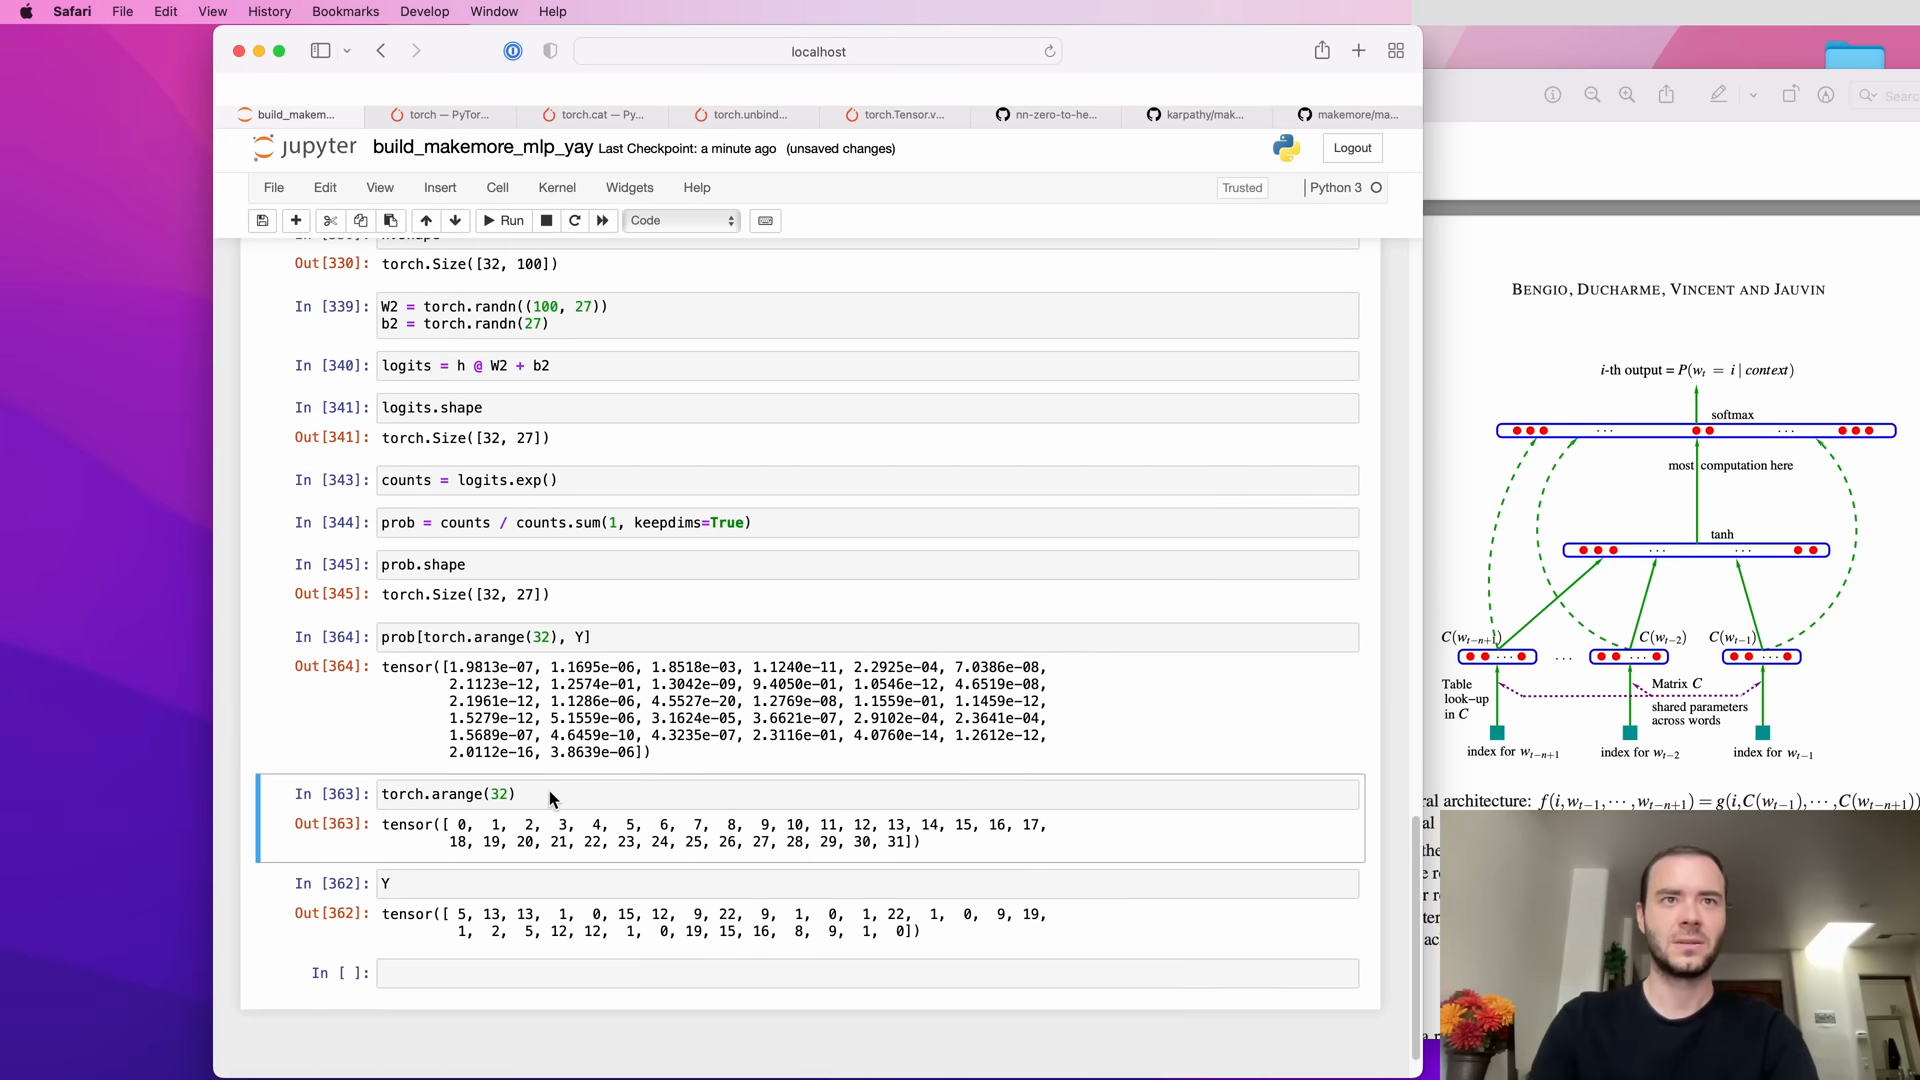 Safari File Edit View History Bookmarks Develop Window Help
localhost
build_makem... torch — PyTor... torch.cat — Py... torch.unbind... torch.Tensor.v... nn-zero-to-he... karpathy/mak... makemore/ma...
jupyter build_makemore_mlp_yay Last Checkpoint: a minute ago (unsaved changes) Logout
File Edit View Insert Cell Kernel Widgets Help Trusted Python 3
Run Code
Out[330]: torch.Size([32, 100])
In [339]: W2 = torch.randn((100, 27))
b2 = torch.randn(27)
In [340]: logits = h @ W2 + b2
In [341]: logits.shape
Out[341]: torch.Size([32, 27])
In [343]: counts = logits.exp()
In [344]: prob = counts / counts.sum(1, keepdims=True)
In [345]: prob.shape
Out[345]: torch.Size([32, 27])
In [364]: prob[torch.arange(32), Y]
Out[364]: tensor([1.9813e-07, 1.1695e-06, 1.8518e-03, 1.1240e-11, 2.2925e-04, 7.0386e-08,
2.1123e-12, 1.2574e-01, 1.3042e-09, 9.4050e-01, 1.0546e-12, 4.6519e-08,
2.1961e-12, 1.1286e-06, 4.5527e-20, 1.2769e-08, 1.1559e-01, 1.1459e-12,
1.5279e-12, 5.1559e-06, 3.1624e-05, 3.6621e-07, 2.9102e-04, 2.3641e-04,
1.5689e-07, 4.6459e-10, 4.3235e-07, 2.3116e-01, 4.0760e-14, 1.2612e-12,
2.0112e-16, 3.8639e-06])
In [363]: torch.arange(32)
Out[363]: tensor([ 0, 1, 2, 3, 4, 5, 6, 7, 8, 9, 10, 11, 12, 13, 14, 15, 16, 17,
18, 19, 20, 21, 22, 23, 24, 25, 26, 27, 28, 29, 30, 31])
In [362]: Y
Out[362]: tensor([ 5, 13, 13, 1, 0, 15, 12, 9, 22, 9, 1, 0, 1, 22, 1, 0, 9, 19,
1, 2, 5, 12, 12, 1, 0, 19, 15, 16, 8, 9, 1, 0])
In [ ]:
Search
BENGIO, DUCHARME, VINCENT AND JAUVIN
i-th output = P(w_t = i | context)
softmax
. . . . . .
most computation here
tanh
. . . . . .
C(w_{t−n+1}) C(w_{t−2}) C(w_{t−1})
. . . . . . . . . . . .
Table look-up in C
Matrix C
shared parameters across words
index for w_{t−n+1} index for w_{t−2} index for w_{t−1}
ral architecture: f(i,w_{t−1},⋯,w_{t−n+1}) = g(i,C(w_{t−1}),⋯,C(w_{t−n+1}))